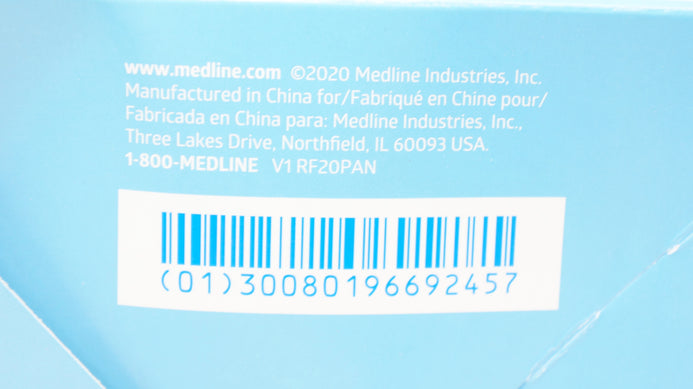 www.medline.com ©2020 Medline Industries, Inc.
Manufactured in China for/Fabriqué en Chine pour/
Fabricada en China para: Medline Industries, Inc.,
Three Lakes Drive, Northfield, IL 60093 USA.
1-800-MEDLINE V1 RF20PAN
(01)30080196692457